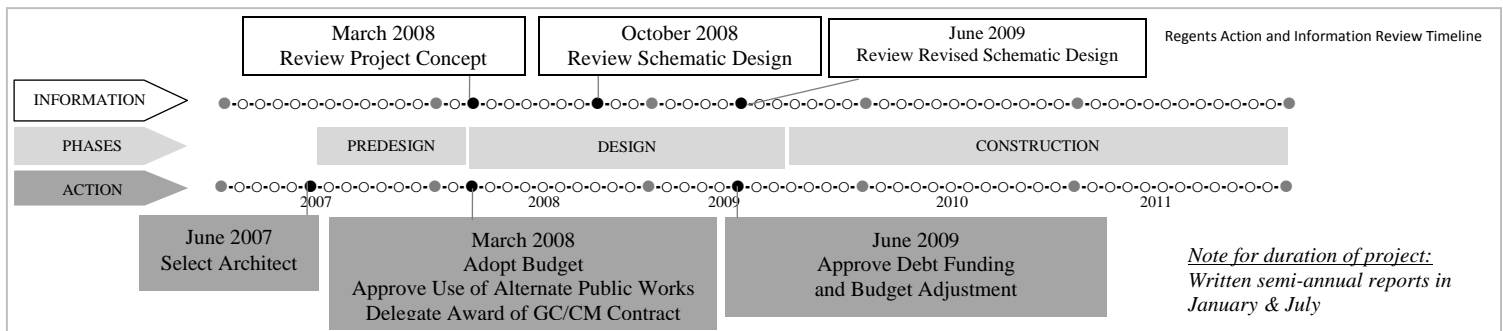 March 2008
Review Project Concept
October 2008
Review Schematic Design
June 2009
Review Revised Schematic Design
Regents Action and Information Review Timeline
INFORMATION
PHASES
PREDESIGN
DESIGN
CONSTRUCTION
ACTION
2007
2008
2009
2010
2011
June 2007
Select Architect
March 2008
Adopt Budget
Approve Use of Alternate Public Works
Delegate Award of GC/CM Contract
June 2009
Approve Debt Funding
and Budget Adjustment
Note for duration of project:
Written semi-annual reports in
January & July